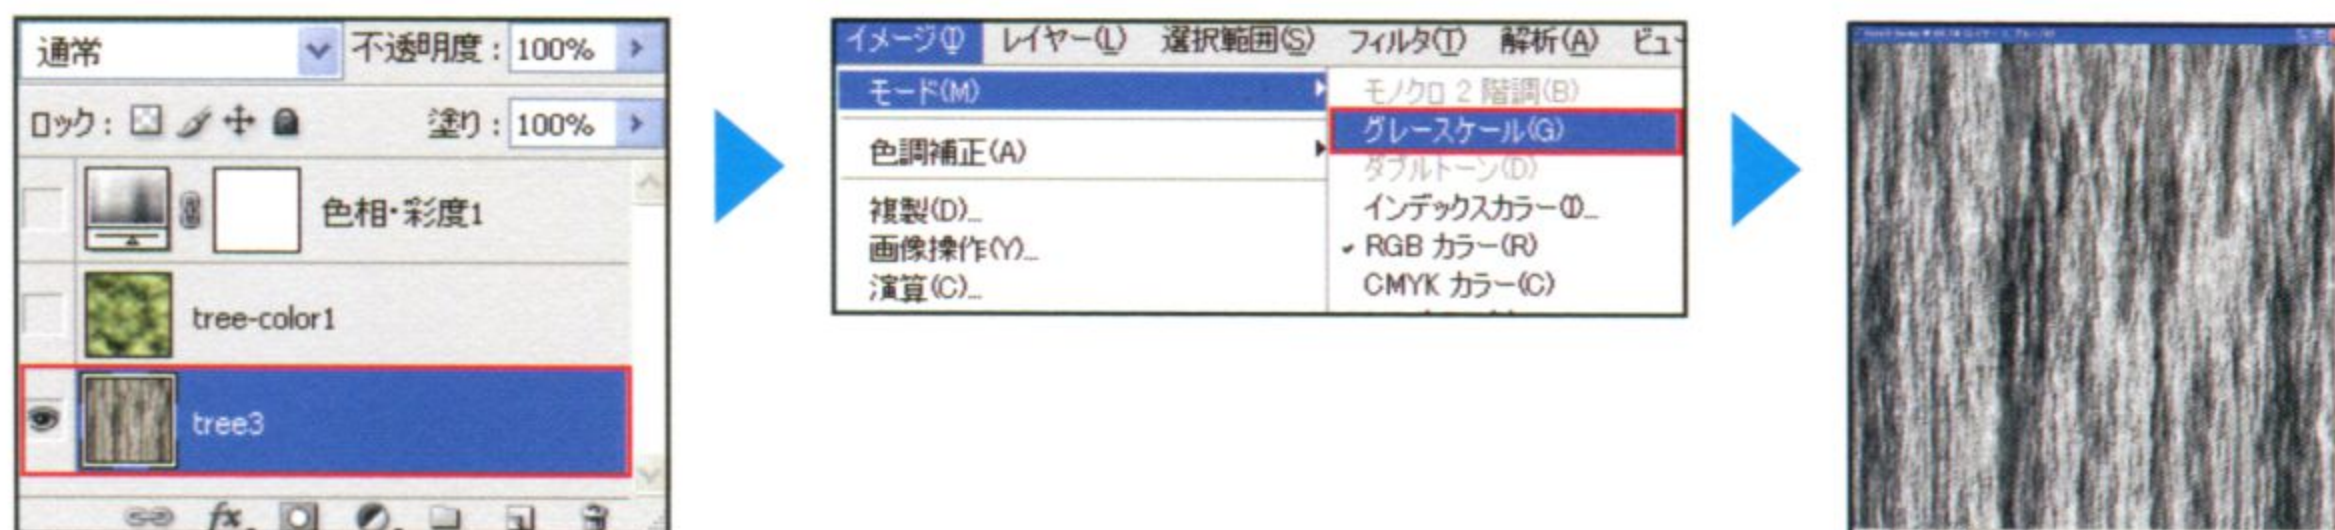 通常 不透明度 : 100%
ロック : 塗り : 100%
色相・彩度1
tree-color1
tree3
fx.
イメージ(I) レイヤー(L) 選択範囲(S) フィルタ(T) 解析(A) ビュー
モード(M)
色調補正(A)
複製(D)...
画像操作(Y)...
演算(C)...
モノクロ 2 階調(B)
グレースケール(G)
ダブルトーン(D)
インデックスカラー(I)...
RGB カラー(R)
CMYK カラー(C)